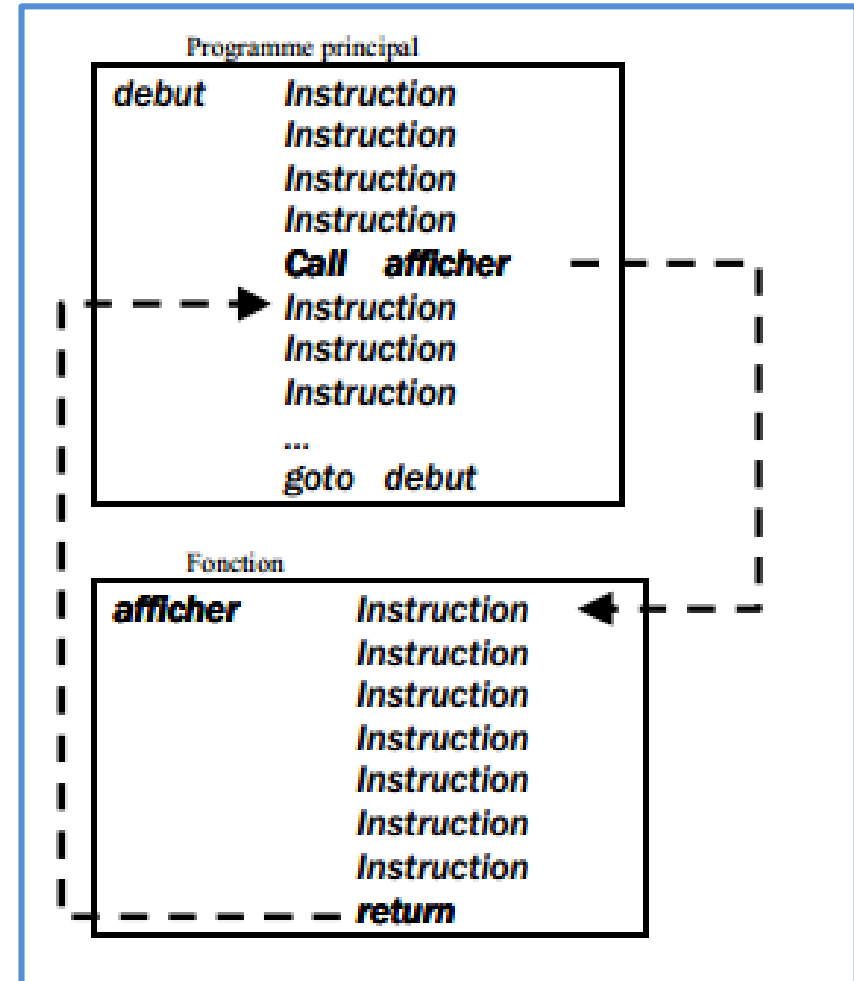 Programme principal
debut Instruction
Instruction
Instruction
Instruction
Call afficher
Instruction
Instruction
Instruction
...
goto debut
Fonction
afficher Instruction
Instruction
Instruction
Instruction
Instruction
Instruction
Instruction
return